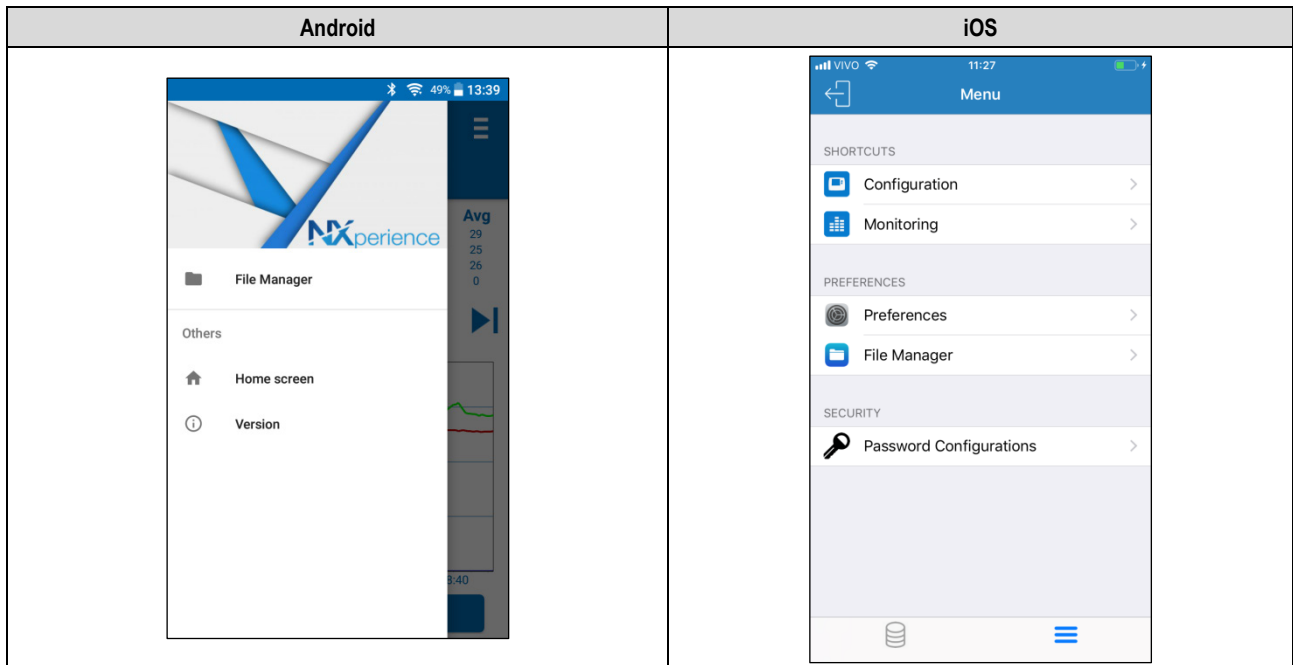 Android
iOS
49% 13:39
NXperience
File Manager
Others
Home screen
Version
Avg
29
25
26
0
8:40
VIVO 11:27
Menu
SHORTCUTS
Configuration
Monitoring
PREFERENCES
Preferences
File Manager
SECURITY
Password Configurations